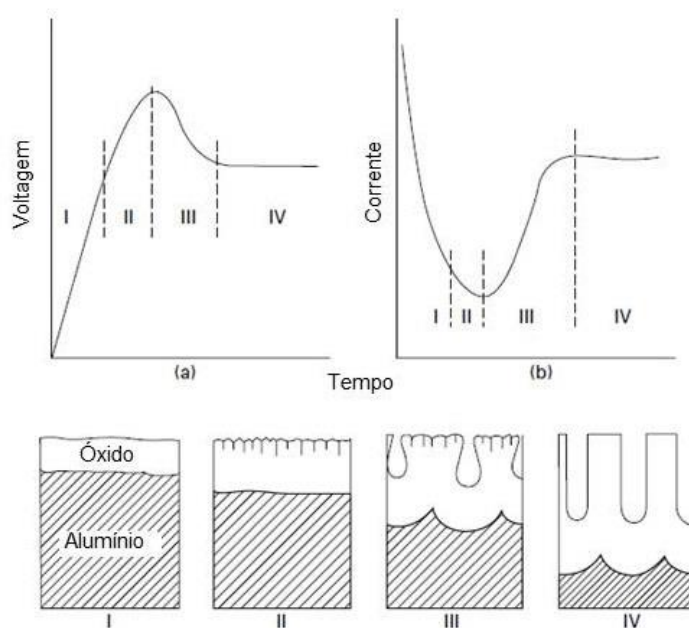 Voltagem
I
II
III
IV
(a)
Corrente
I
II
III
IV
(b)
Tempo
Óxido
Alumínio
I
II
III
IV